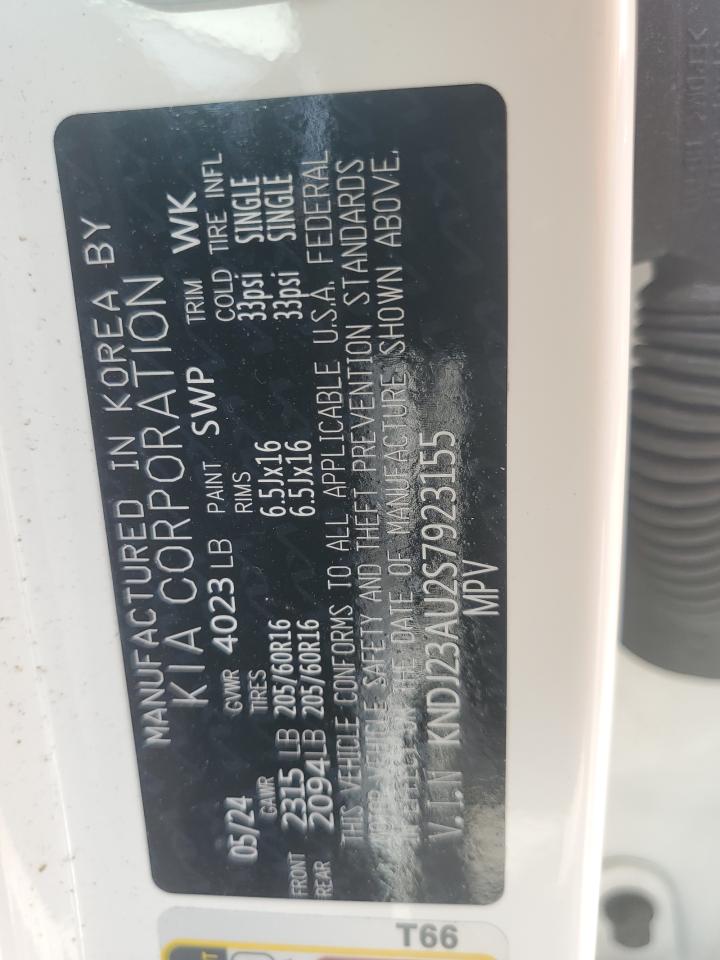 MANUFACTURED IN KOREA BY
KIA CORPORATION
05/24 GVWR 4023 LB PAINT SWP TRIM WK
GAWR TIRES RIMS COLD TIRE INFL
FRONT 2315 LB 205/60R16 6.5Jx16 33psi SINGLE
REAR 2094 LB 205/60R16 6.5Jx16 33psi SINGLE
THIS VEHICLE CONFORMS TO ALL APPLICABLE U.S.A. FEDERAL
MOTOR VEHICLE SAFETY AND THEFT PREVENTION STANDARDS
IN EFFECT ON THE DATE OF MANUFACTURE SHOWN ABOVE.
V.I.N KNDJ23AU2S7923155
MPV
T66